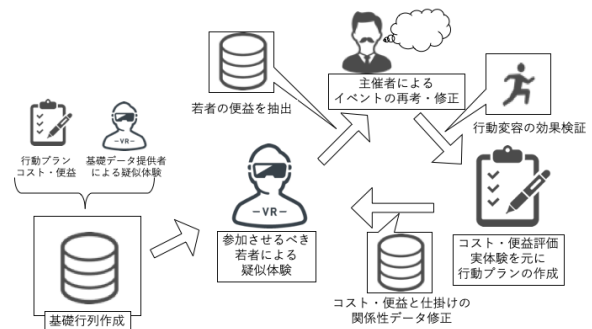 主催者による
イベントの再考・修正
若者の便益を抽出
行動変容の効果検証
行動プラン
コスト・便益
-VR-
基礎データ提供者
による疑似体験
-VR-
参加させるべき
若者による
疑似体験
コスト・便益評価
実体験を元に
行動プランの作成
コスト・便益と仕掛けの
関係性データ修正
基礎行列作成